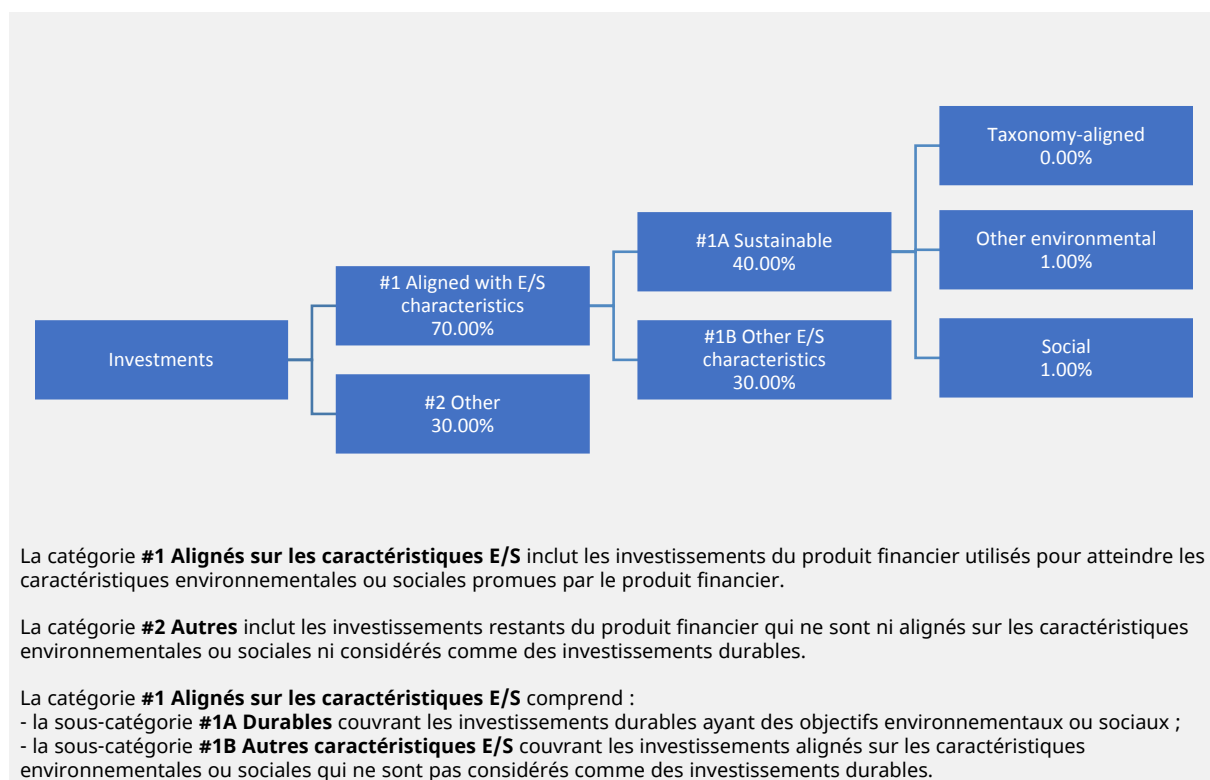 Investments
#1 Aligned with E/S
characteristics
70.00%
#2 Other
30.00%
#1A Sustainable
40.00%
#1B Other E/S
characteristics
30.00%
Taxonomy-aligned
0.00%
Other environmental
1.00%
Social
1.00%
La catégorie #1 Alignés sur les caractéristiques E/S inclut les investissements du produit financier utilisés pour atteindre les
caractéristiques environnementales ou sociales promues par le produit financier.
La catégorie #2 Autres inclut les investissements restants du produit financier qui ne sont ni alignés sur les caractéristiques
environnementales ou sociales ni considérés comme des investissements durables.
La catégorie #1 Alignés sur les caractéristiques E/S comprend :
- la sous-catégorie #1A Durables couvrant les investissements durables ayant des objectifs environnementaux ou sociaux ;
- la sous-catégorie #1B Autres caractéristiques E/S couvrant les investissements alignés sur les caractéristiques
environnementales ou sociales qui ne sont pas considérés comme des investissements durables.